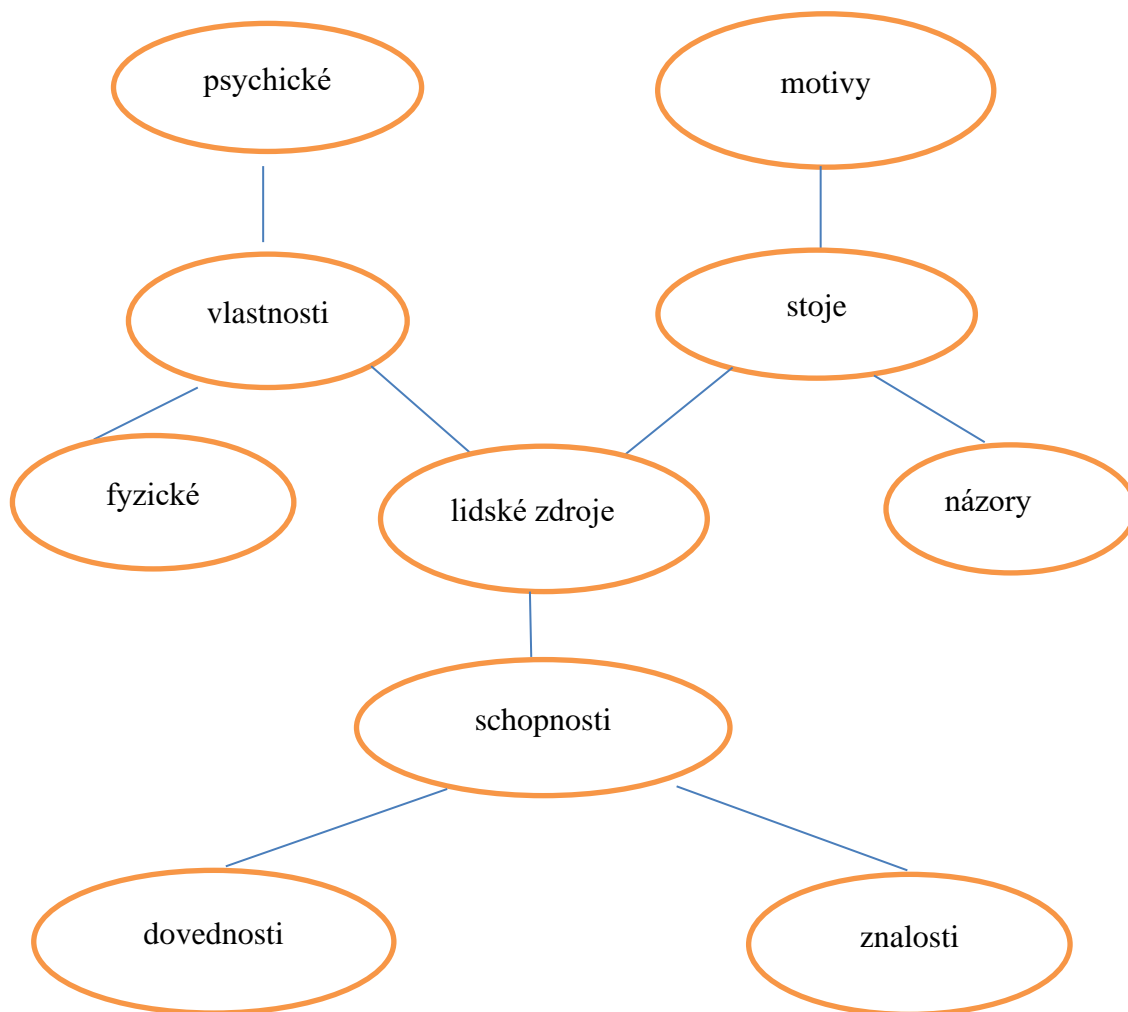 psychické
motivy
vlastnosti
stoje
fyzické
lidské zdroje
názory
schopnosti
dovednosti
znalosti